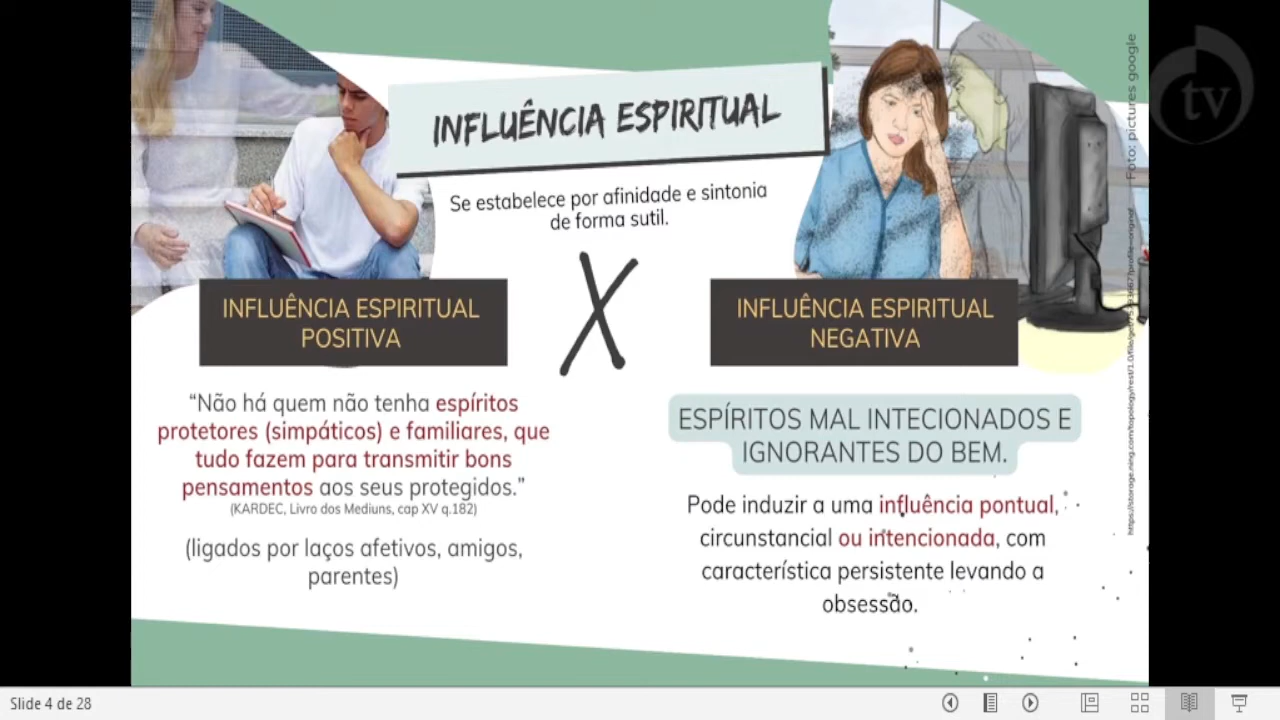 INFLUÊNCIA ESPIRITUAL
Se estabelece por afinidade e sintonia
de forma sutil.
X
INFLUÊNCIA ESPIRITUAL
POSITIVA
“Não há quem não tenha espíritos
protetores (simpáticos) e familiares, que
tudo fazem para transmitir bons
pensamentos aos seus protegidos.”
(KARDEC, Livro dos Mediuns, cap XV q.182)
(ligados por laços afetivos, amigos,
parentes)
INFLUÊNCIA ESPIRITUAL
NEGATIVA
ESPÍRITOS MAL INTECIONADOS E
IGNORANTES DO BEM.
Pode induzir a uma influência pontual,
circunstancial ou intencionada, com
característica persistente levando a
obsessão.
Foto: pictures google
tv
Slide 4 de 28